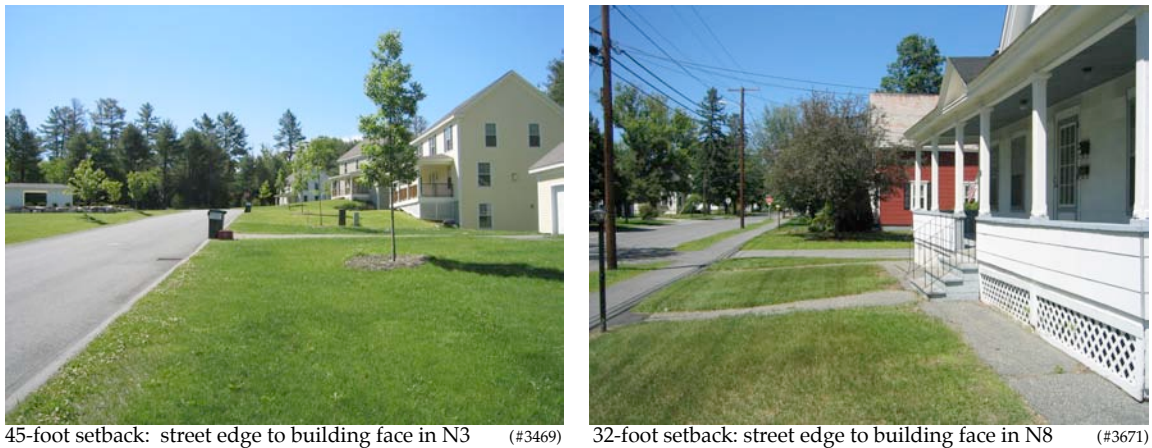 45-foot setback: street edge to building face in N3 (#3469)
32-foot setback: street edge to building face in N8 (#3671)